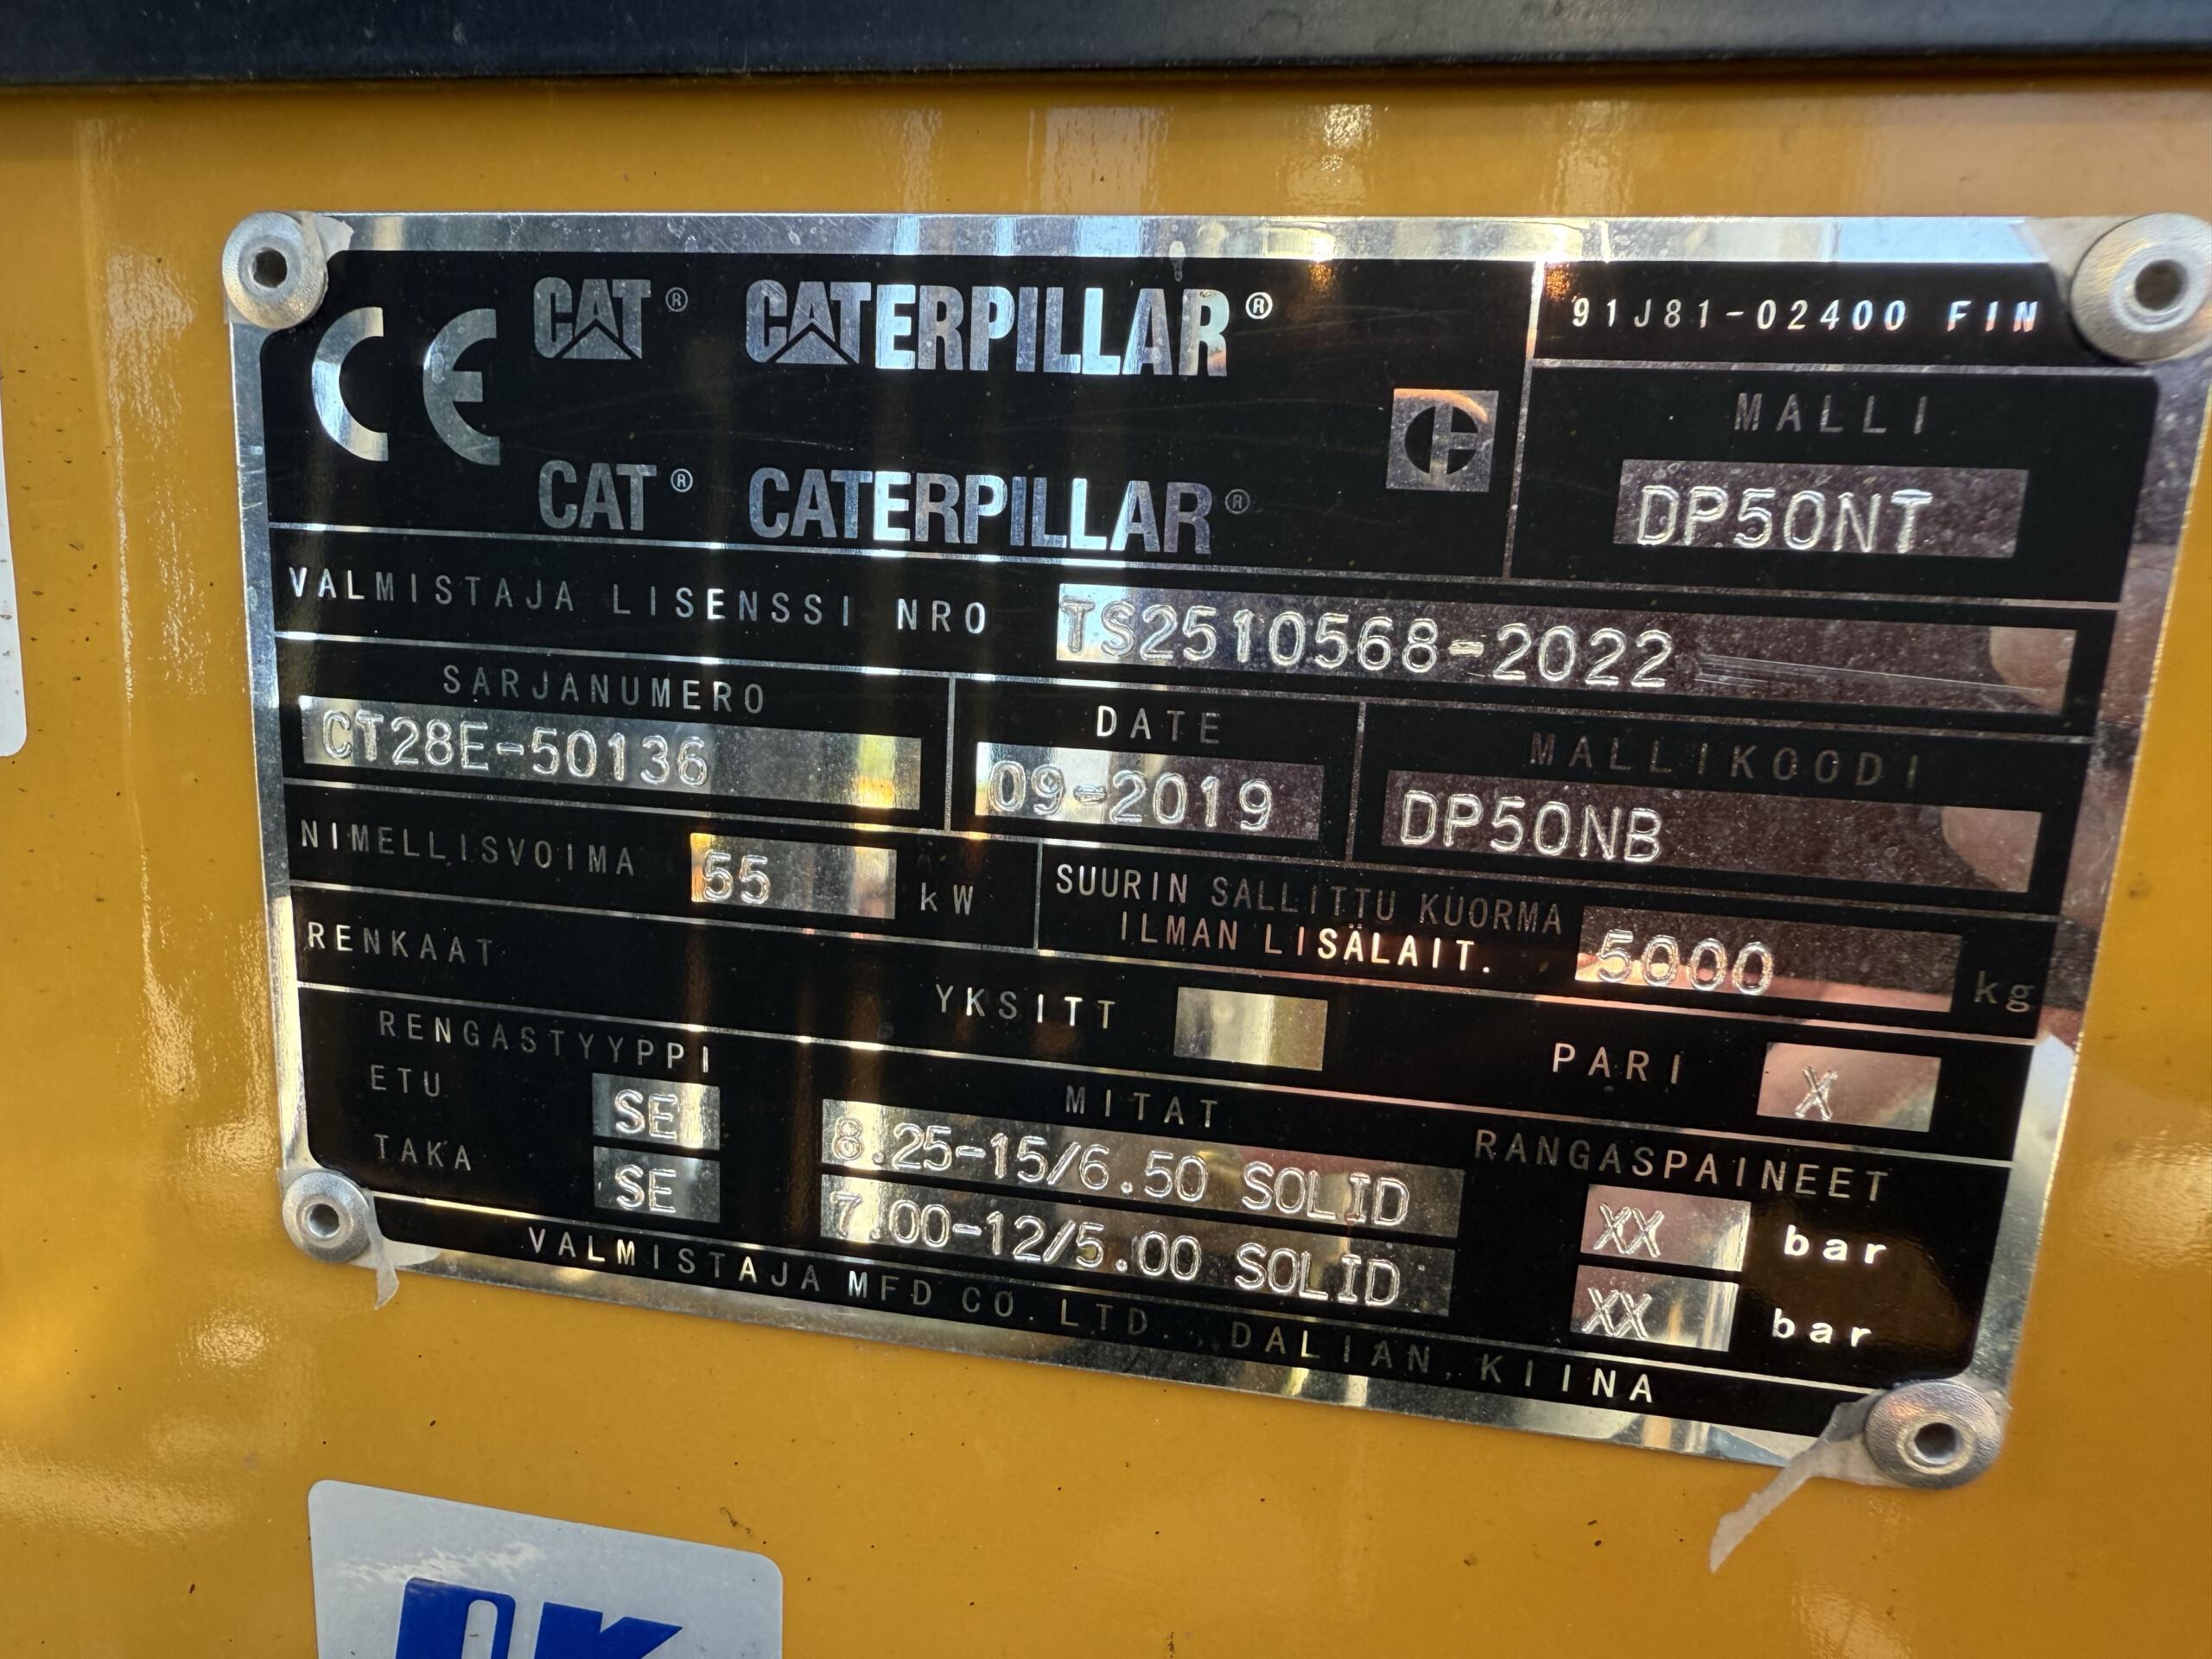 CE CAT® CATERPILLAR®
91J81-02400 FIN
CAT® CATERPILLAR®
MALLI
DP50NT
VALMISTAJA LISENSSI NRO TS2510568-2022
SARJANUMERO DATE MALLIKOODI
CT28E-50136 09-2019 DP50NB
NIMELLISVOIMA 55 kW
SUURIN SALLITTU KUORMA
ILMAN LISÄLAIT. 5000 kg
RENKAAT YKSITT PARI X
RENGASTYYPPI MITAT RANGASPAINEET
ETU SE 8.25-15/6.50 SOLID XX bar
TAKA SE 7.00-12/5.00 SOLID XX bar
VALMISTAJA MFD CO. LTD., DALIAN, KIINA